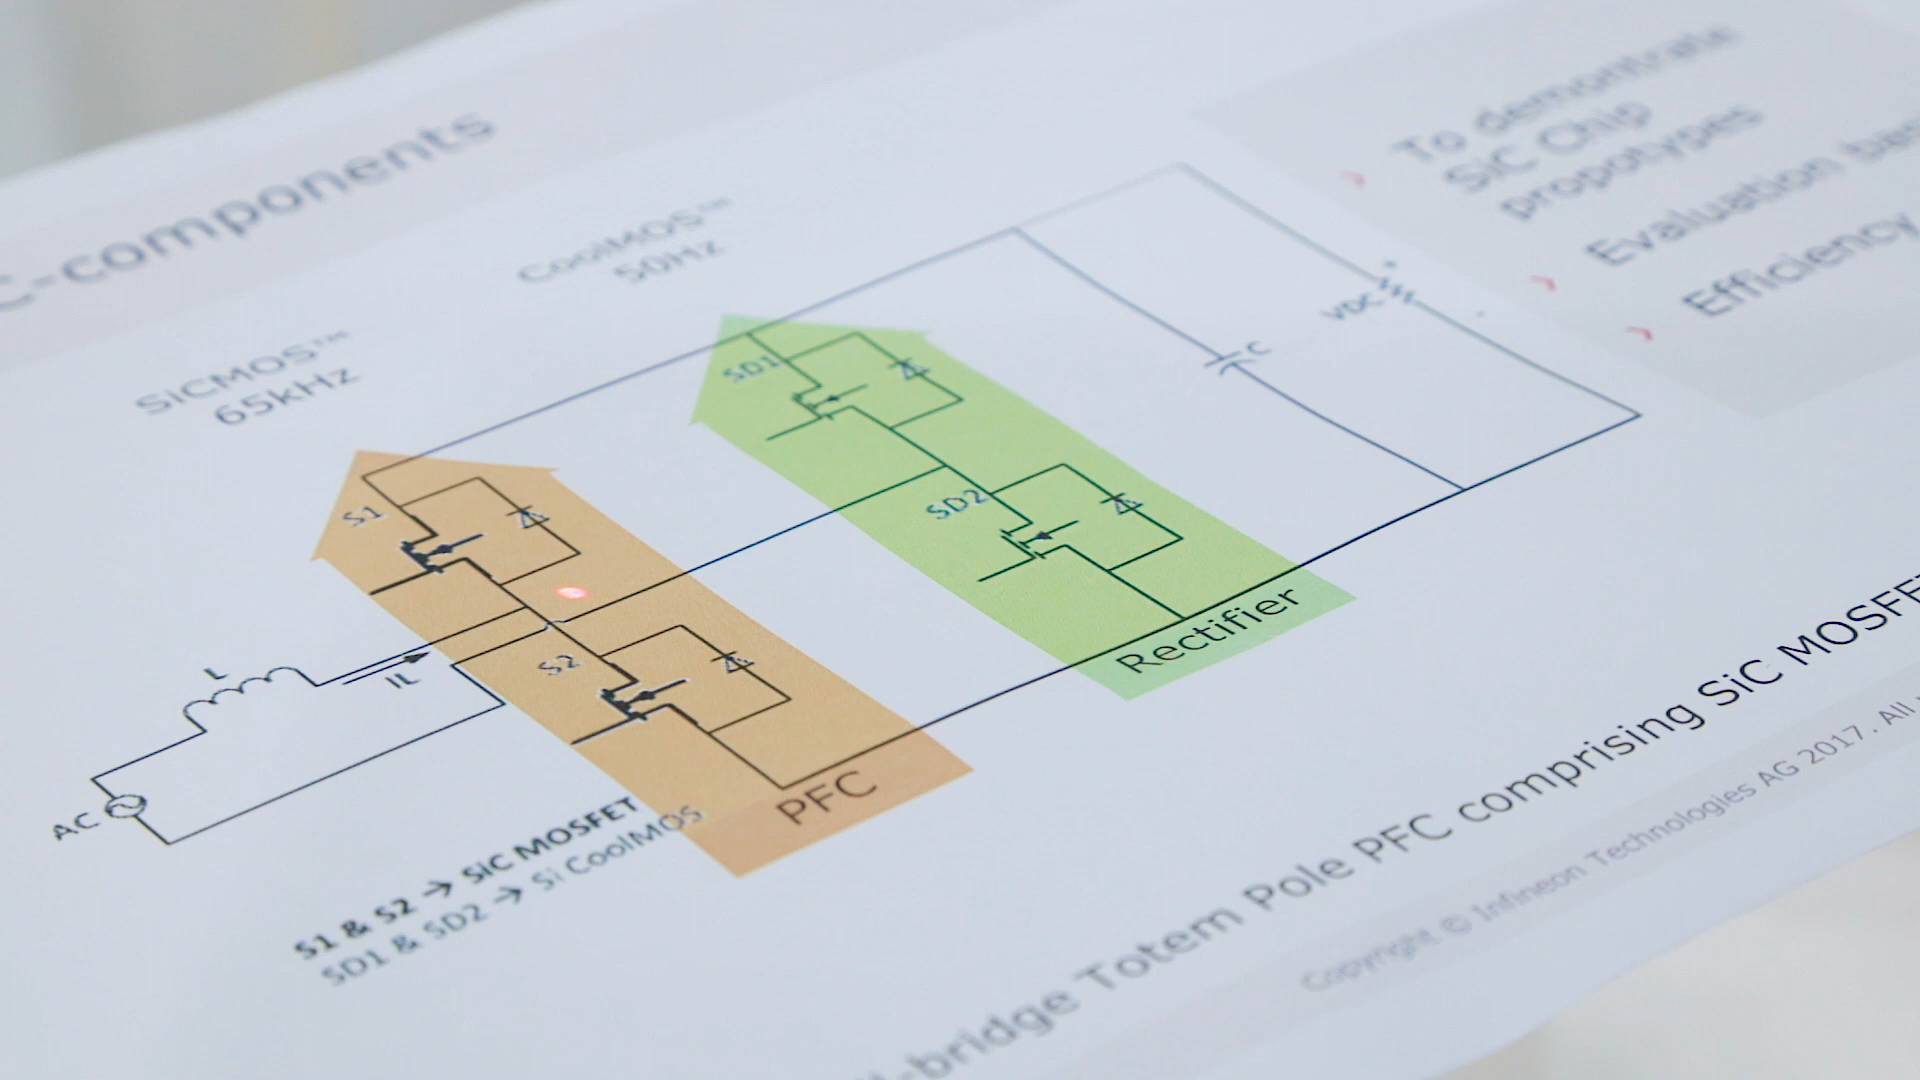 C-components
SiCMOS™
65kHz
CoolMOS™
50Hz
To demontrate
SiC Chip
propotypes
Evaluation
Efficiency
S1
S2
SD1
SD2
C
VDC
L
IL
AC
PFC
Rectifier
S1 & S2 → SiC MOSFET
SD1 & SD2 → Si CoolMOS
-bridge Totem Pole PFC comprising SiC MOSFET
Copyright © Infineon Technologies AG 2017. All